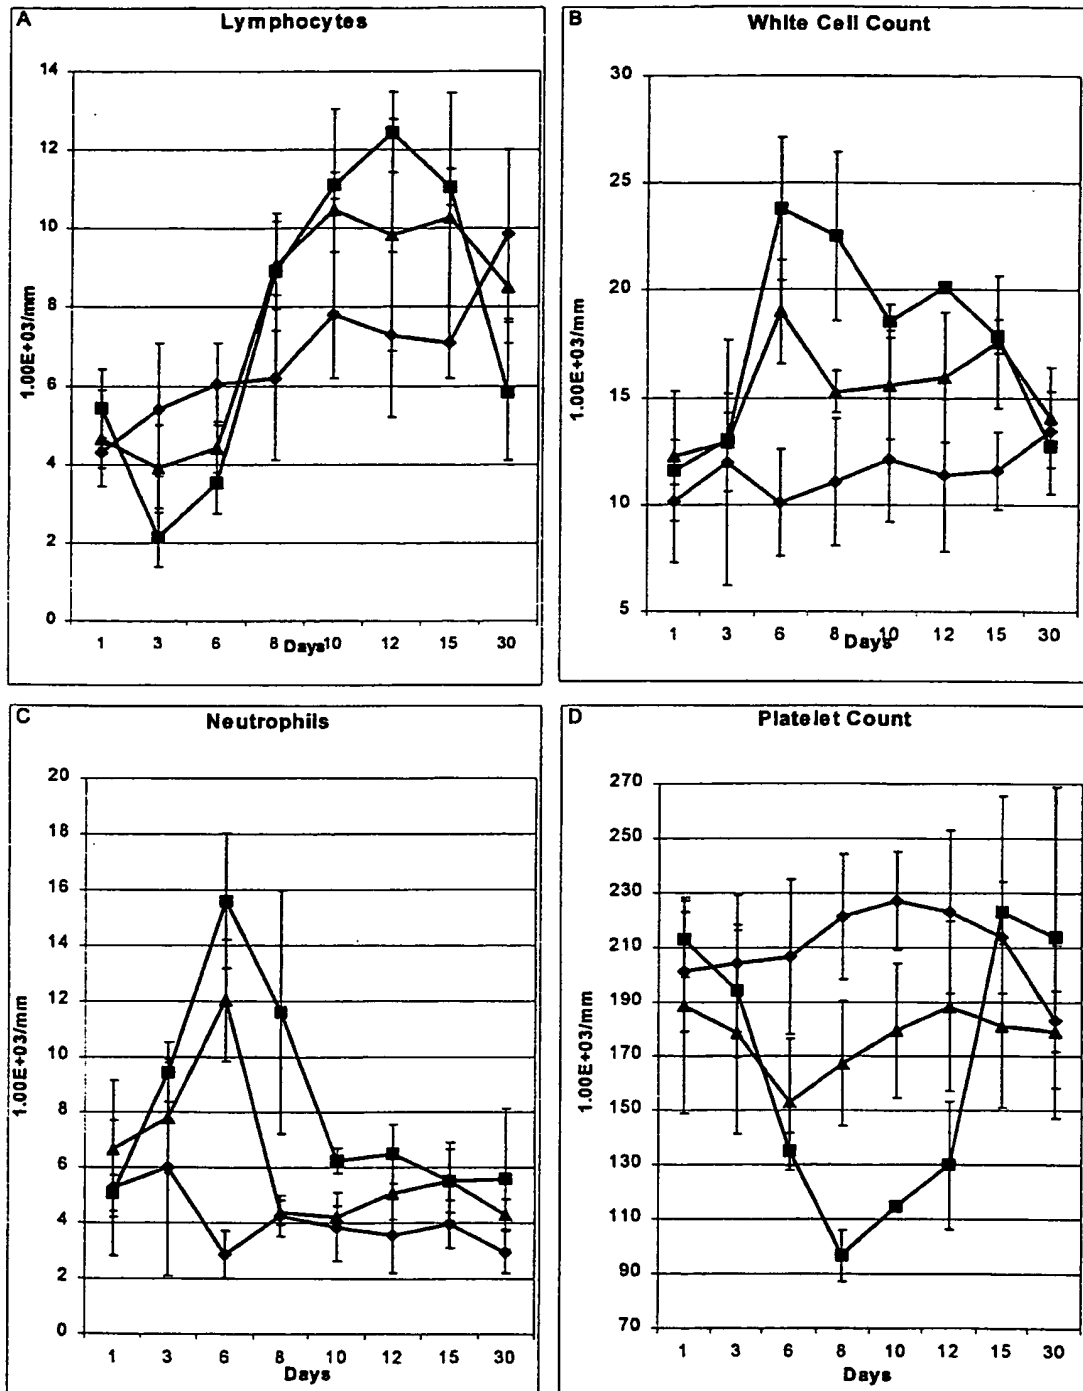 A
Lymphocytes
14
12
10
8
6
4
2
0
1.00E+03/mm
1 3 6 8 10 12 15 30
Days
B
White Cell Count
30
25
20
15
10
5
1.00E+03/mm
1 3 6 8 10 12 15 30
Days
C
Neutrophils
20
18
16
14
12
10
8
6
4
2
0
1.00E+03/mm
1 3 6 8 10 12 15 30
Days
D
Platelet Count
270
250
230
210
190
170
150
130
110
90
70
1.00E+03/mm
1 3 6 8 10 12 15 30
Days